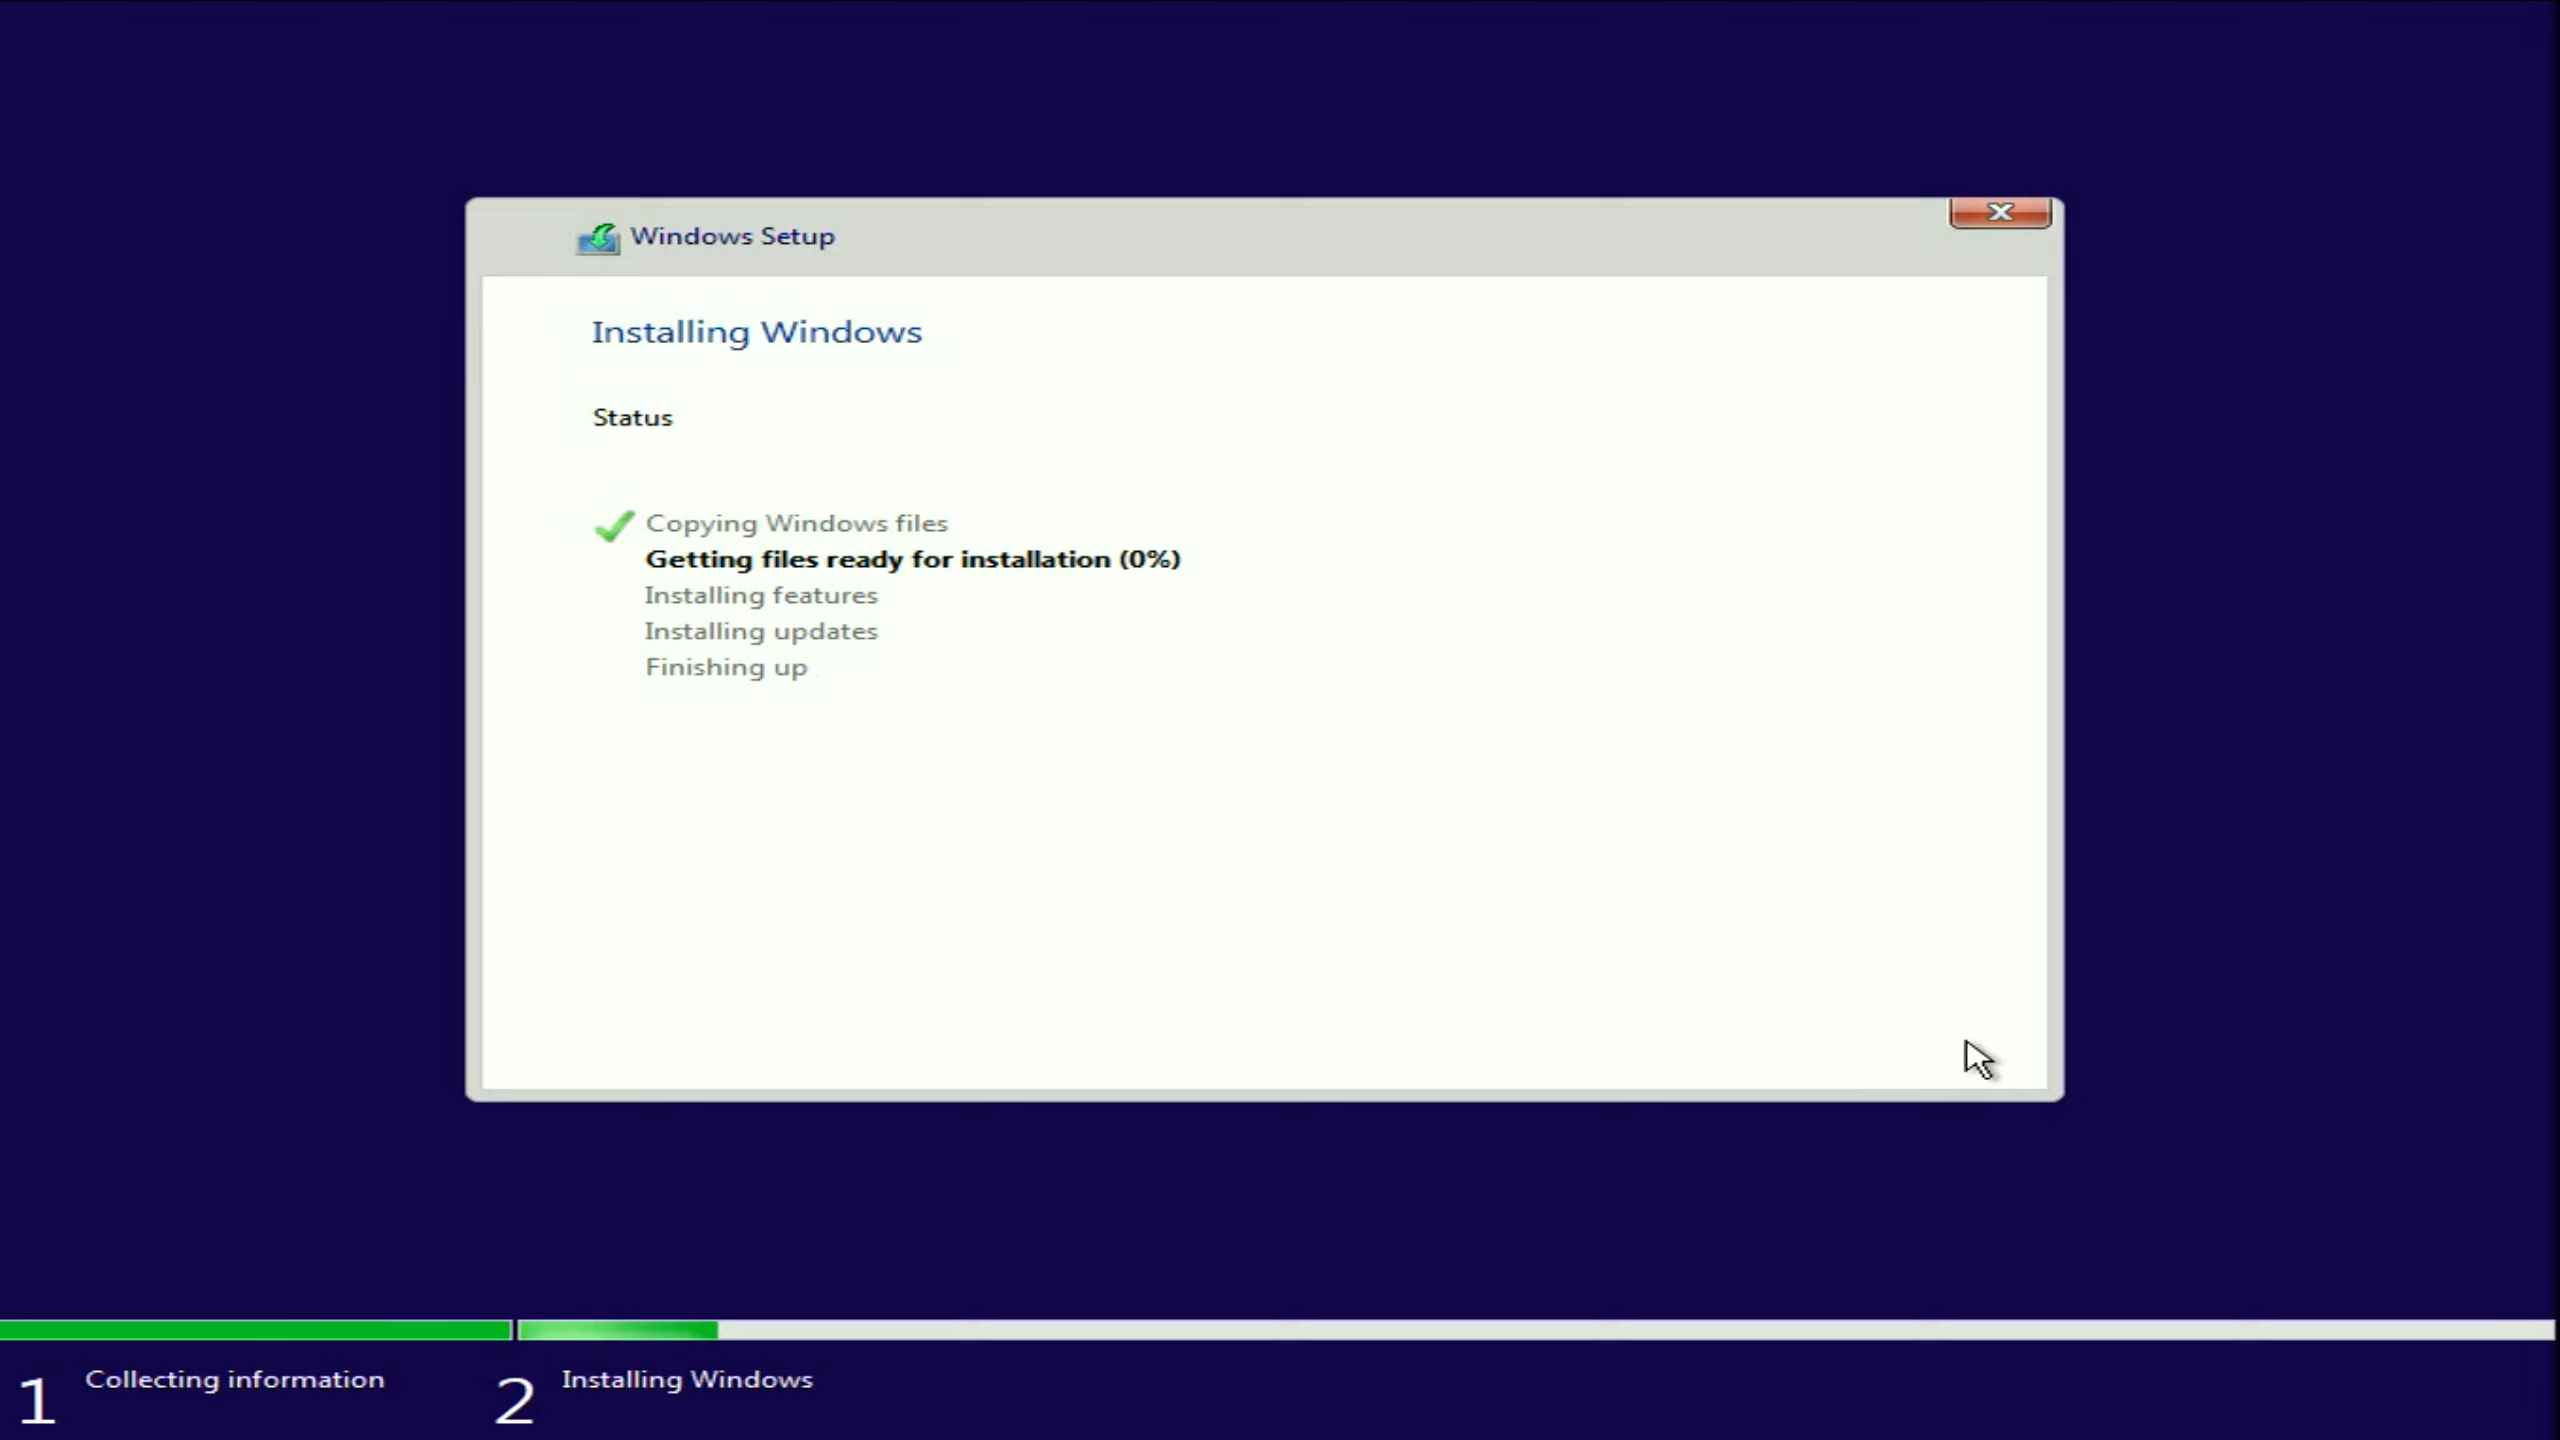 Windows Setup
Installing Windows
Status
Copying Windows files
Getting files ready for installation (0%)
Installing features
Installing updates
Finishing up
1 Collecting information
2 Installing Windows